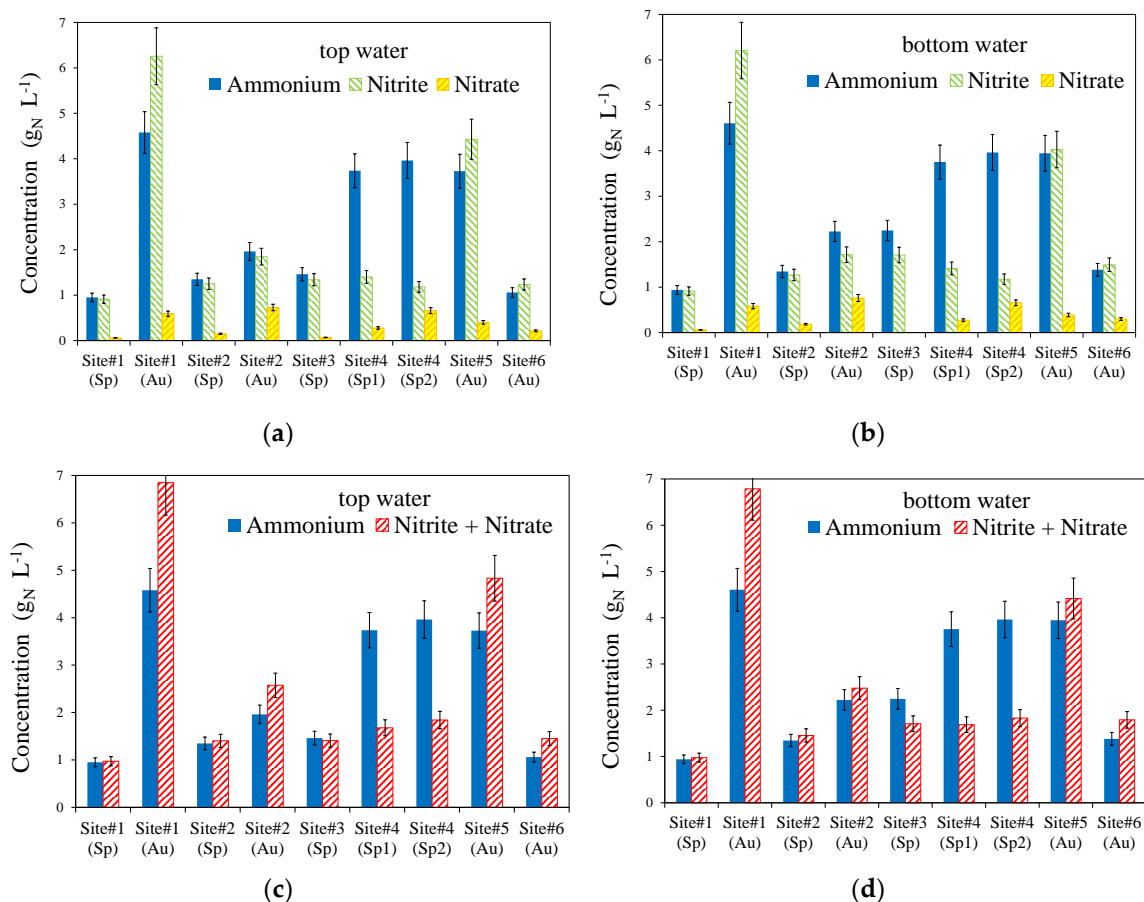 top water
Ammonium Nitrite Nitrate
Concentration (gN L-1)
7
6
5
4
3
2
1
0
Site#1 Site#1 Site#2 Site#2 Site#3 Site#4 Site#4 Site#5 Site#6
(Sp) (Au) (Sp) (Au) (Sp) (Sp1) (Sp2) (Au) (Au)
(a)
bottom water
Ammonium Nitrite Nitrate
Concentration (gN L-1)
7
6
5
4
3
2
1
0
Site#1 Site#1 Site#2 Site#2 Site#3 Site#4 Site#4 Site#5 Site#6
(Sp) (Au) (Sp) (Au) (Sp) (Sp1) (Sp2) (Au) (Au)
(b)
top water
Ammonium Nitrite + Nitrate
Concentration (gN L-1)
7
6
5
4
3
2
1
0
Site#1 Site#1 Site#2 Site#2 Site#3 Site#4 Site#4 Site#5 Site#6
(Sp) (Au) (Sp) (Au) (Sp) (Sp1) (Sp2) (Au) (Au)
(c)
bottom water
Ammonium Nitrite + Nitrate
Concentration (gN L-1)
7
6
5
4
3
2
1
0
Site#1 Site#1 Site#2 Site#2 Site#3 Site#4 Site#4 Site#5 Site#6
(Sp) (Au) (Sp) (Au) (Sp) (Sp1) (Sp2) (Au) (Au)
(d)